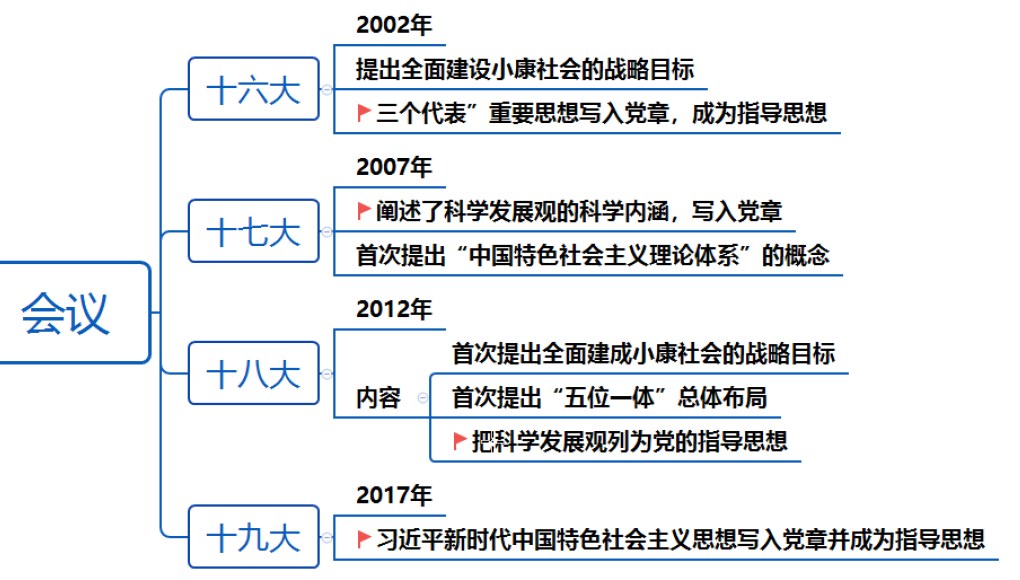 会议
十六大
2002年
提出全面建设小康社会的战略目标
三个代表”重要思想写入党章，成为指导思想
十七大
2007年
阐述了科学发展观的科学内涵，写入党章
首次提出“中国特色社会主义理论体系”的概念
十八大
2012年
内容
首次提出全面建成小康社会的战略目标
首次提出“五位一体”总体布局
把科学发展观列为党的指导思想
十九大
2017年
习近平新时代中国特色社会主义思想写入党章并成为指导思想